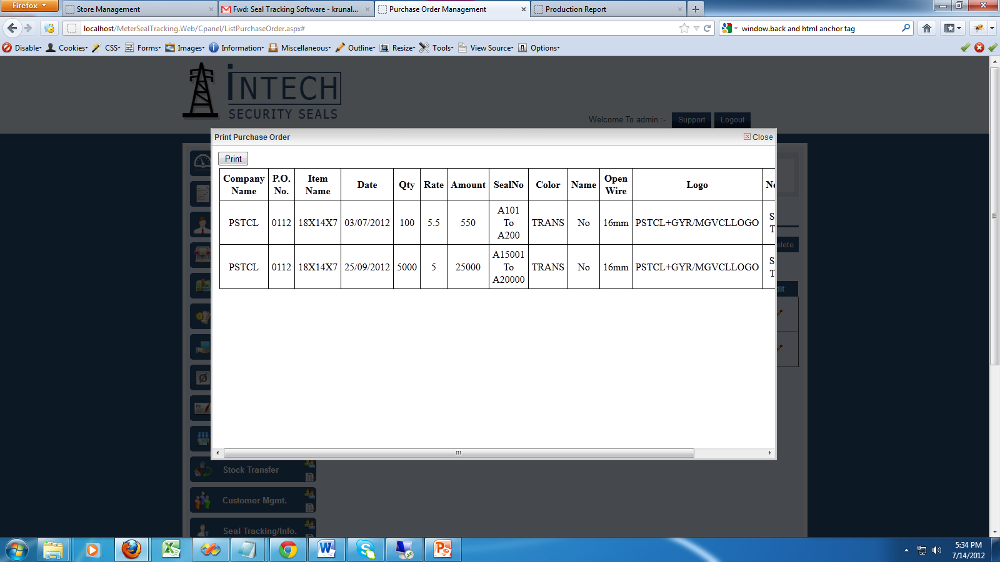 Firefox
Store Management
Fwd: Seal Tracking Software - krunal...
Purchase Order Management
Production Report
localhost/MeterSealTracking.Web/Cpanel/ListPurchaseOrder.aspx#
window.back and html anchor tag
Disable
Cookies
CSS
Forms
Images
Information
Miscellaneous
Outline
Resize
Tools
View Source
Options
INTECH
SECURITY SEALS
Welcome To admin :-
Support
Logout
Print Purchase Order
Close
Print
Company Name P.O. No. Item Name Date Qty Rate Amount SealNo Color Name Open Wire Logo
PSTCL 0112 18X14X7 03/07/2012 100 5.5 550 A101 To A200 TRANS No 16mm PSTCL+GYR/MGVCLLOGO
PSTCL 0112 18X14X7 25/09/2012 5000 5 25000 A15001 To A20000 TRANS No 16mm PSTCL+GYR/MGVCLLOGO
Stock Transfer
Customer Mgmt.
Seal Tracking/Info.
5:34 PM
7/14/2012